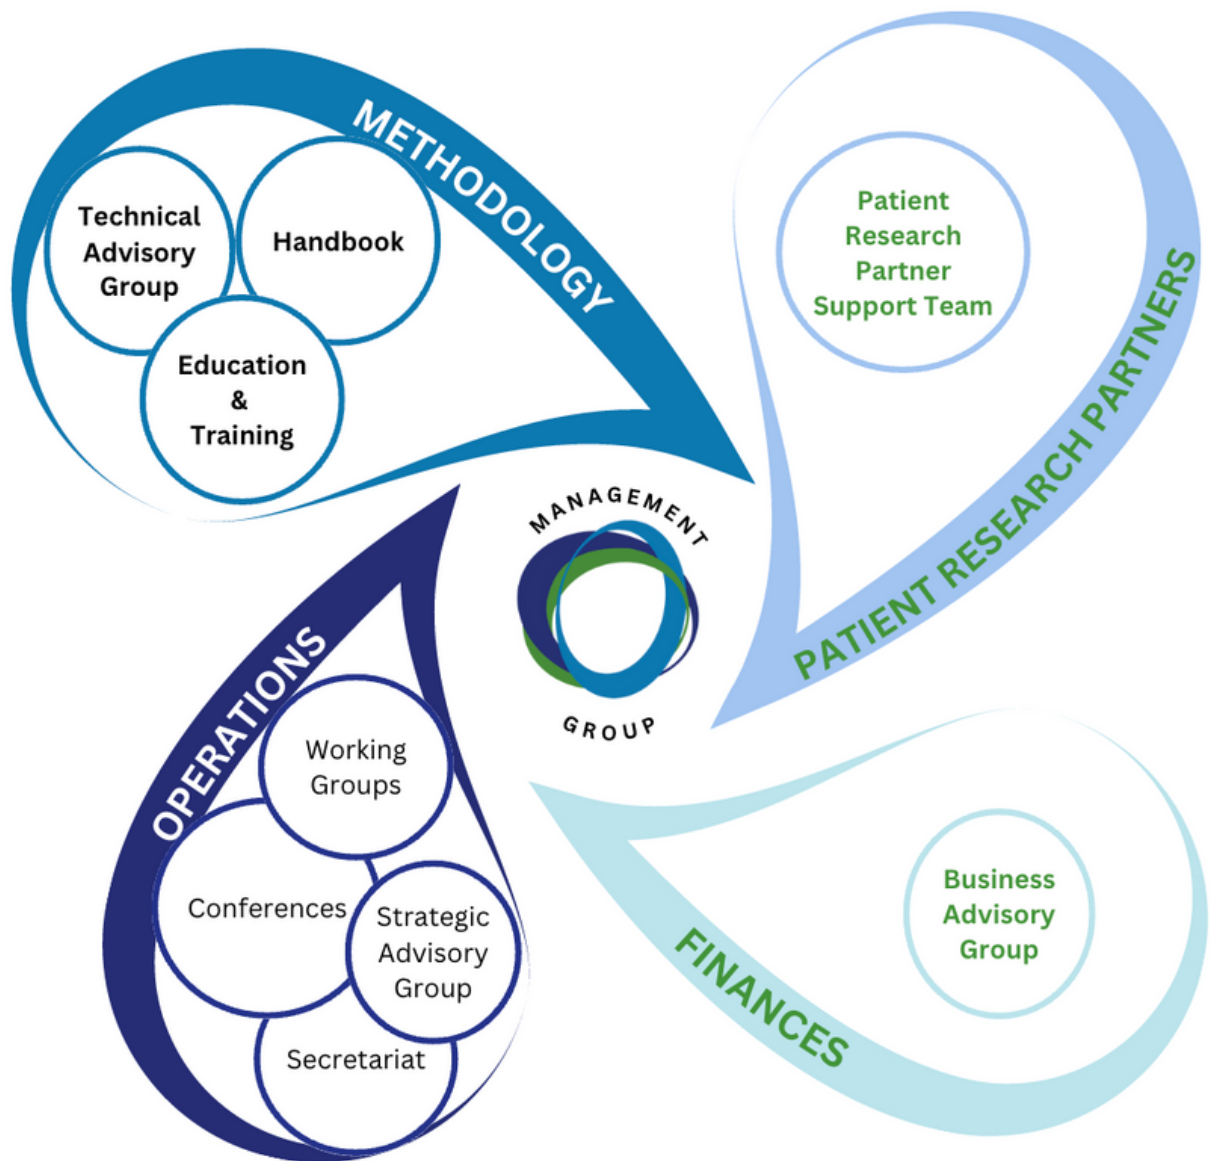 METHODOLOGY
Technical
Advisory
Group
Handbook
Education
&
Training
PATIENT RESEARCH PARTNERS
Patient
Research
Partner
Support Team
MANAGEMENT
GROUP
OPERATIONS
Working
Groups
Conferences
Strategic
Advisory
Group
Secretariat
FINANCES
Business
Advisory
Group